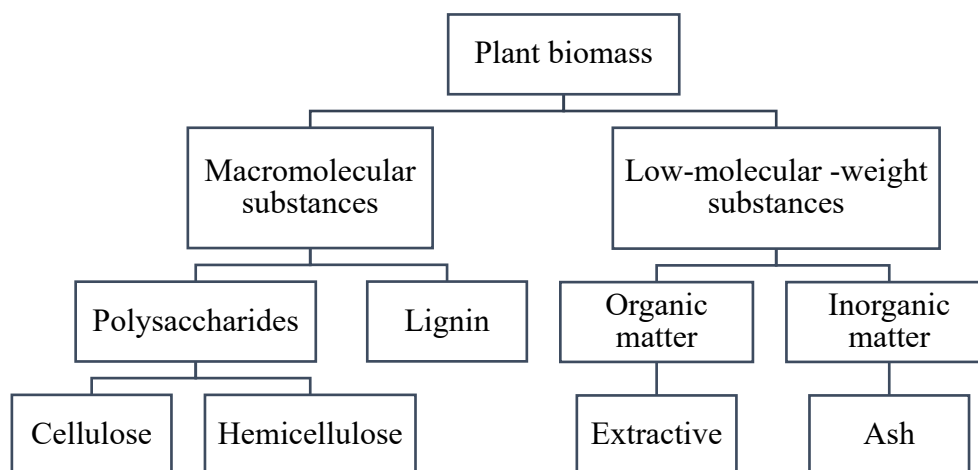 Plant biomass
Macromolecular
substances
Low-molecular -weight
substances
Polysaccharides
Lignin
Organic
matter
Inorganic
matter
Cellulose
Hemicellulose
Extractive
Ash